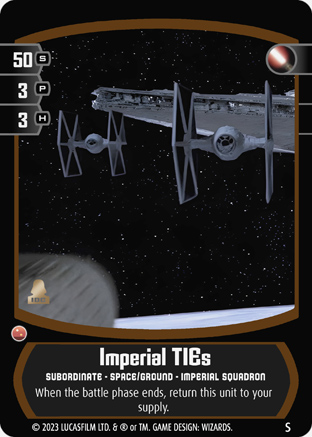 50 S
3 P
3 H
IDC
Imperial TIEs
SUBORDINATE - SPACE/GROUND - IMPERIAL SQUADRON
When the battle phase ends, return this unit to your
supply.
© 2023 LUCASFILM LTD. & ® OR TM. GAME DESIGN: WIZARDS. S